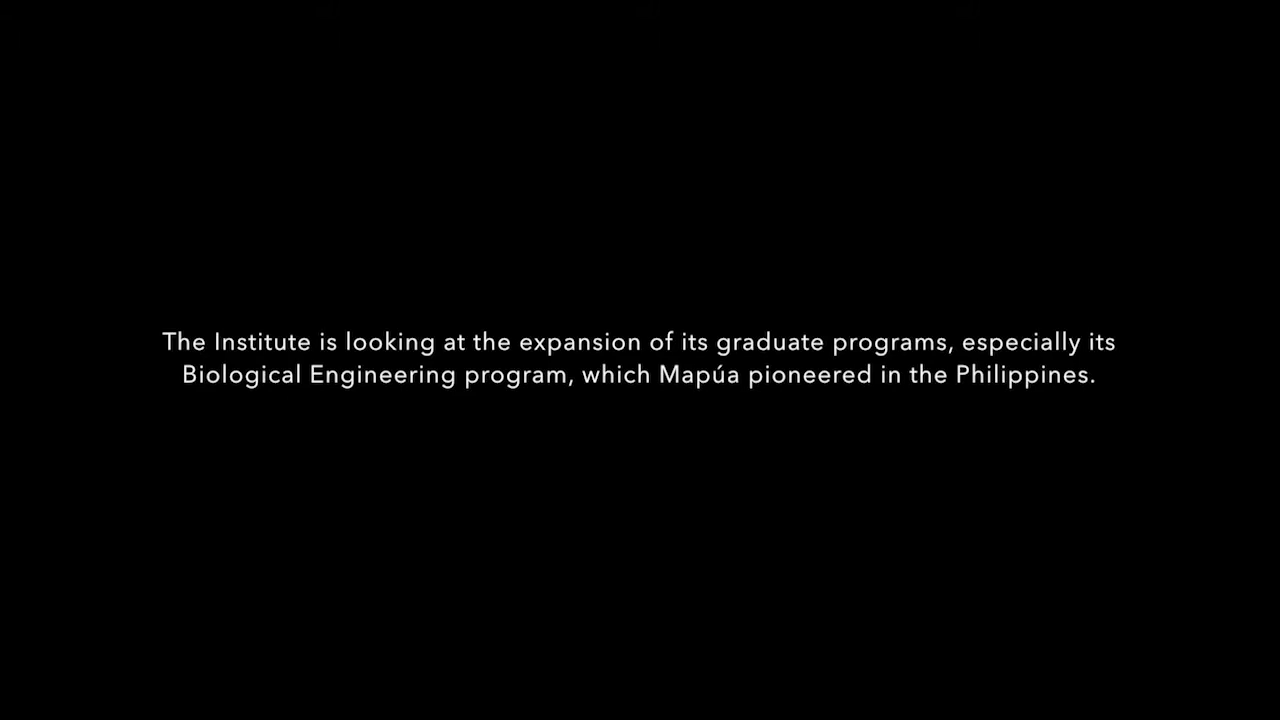 The Institute is looking at the expansion of its graduate programs, especially its
Biological Engineering program, which Mapúa pioneered in the Philippines.